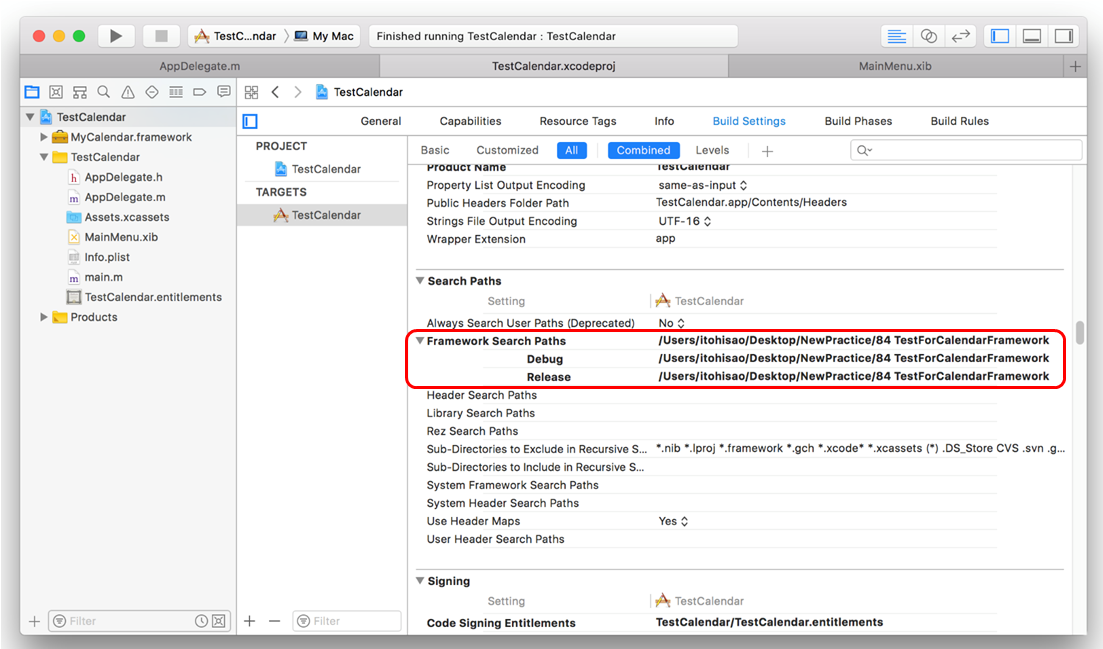 TestC...ndar
My Mac
Finished running TestCalendar : TestCalendar
AppDelegate.m
TestCalendar.xcodeproj
MainMenu.xib
TestCalendar
TestCalendar
MyCalendar.framework
TestCalendar
AppDelegate.h
AppDelegate.m
Assets.xcassets
MainMenu.xib
Info.plist
main.m
TestCalendar.entitlements
Products
Filter
General Capabilities Resource Tags Info Build Settings Build Phases Build Rules
PROJECT
TestCalendar
TARGETS
TestCalendar
Filter
Basic Customized All Combined Levels
Product Name TestCalendar
Property List Output Encoding same-as-input
Public Headers Folder Path TestCalendar.app/Contents/Headers
Strings File Output Encoding UTF-16
Wrapper Extension app
Search Paths
Setting TestCalendar
Always Search User Paths (Deprecated) No
Framework Search Paths /Users/itohisao/Desktop/NewPractice/84 TestForCalendarFramework
Debug /Users/itohisao/Desktop/NewPractice/84 TestForCalendarFramework
Release /Users/itohisao/Desktop/NewPractice/84 TestForCalendarFramework
Header Search Paths
Library Search Paths
Rez Search Paths
Sub-Directories to Exclude in Recursive S... *.nib *.lproj *.framework *.gch *.xcode* *.xcassets (*) .DS_Store CVS .svn .g...
Sub-Directories to Include in Recursive S...
System Framework Search Paths
System Header Search Paths
Use Header Maps Yes
User Header Search Paths
Signing
Setting TestCalendar
Code Signing Entitlements TestCalendar/TestCalendar.entitlements